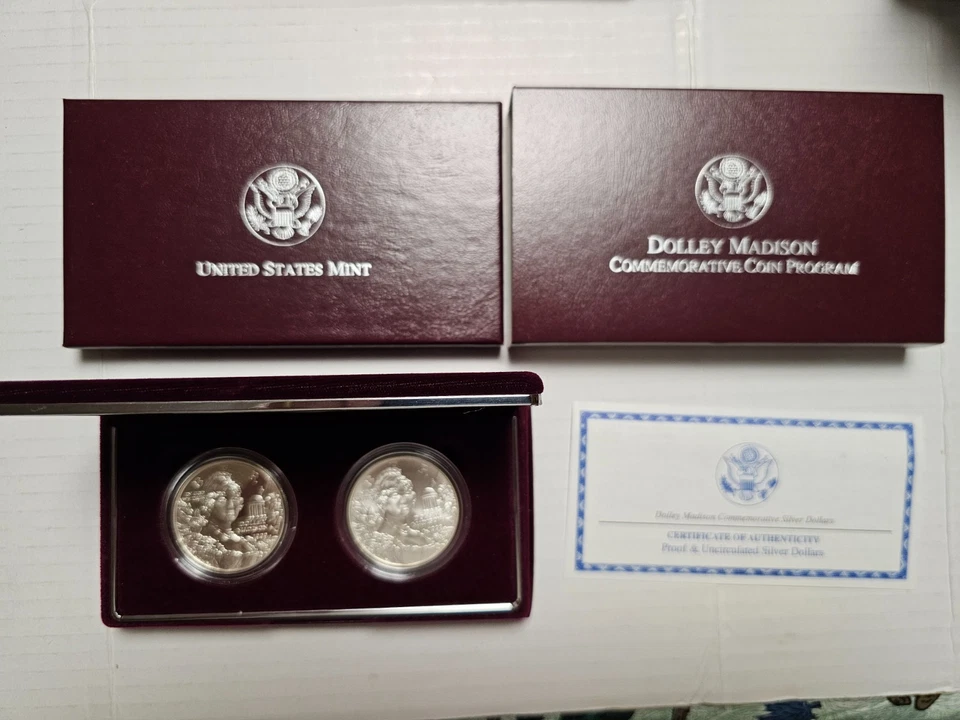 UNITED STATES MINT
DOLLEY MADISON
COMMEMORATIVE COIN PROGRAM
Dolley Madison Commemorative Silver Dollars
CERTIFICATE OF AUTHENTICITY
Proof & Uncirculated Silver Dollars